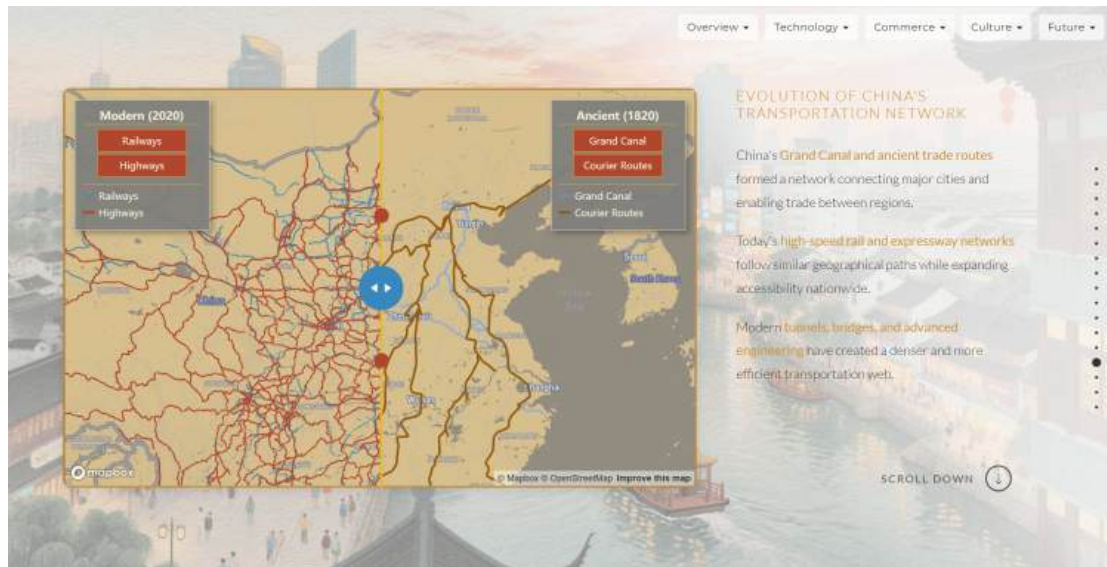 Overview
Technology
Commerce
Culture
Future
Modern (2020)
Railways
Highways
Railways
Highways
Ancient (1820)
Grand Canal
Courier Routes
Grand Canal
Courier Routes
China
Seoul
South Korea
mapbox
© Mapbox © OpenStreetMap Improve this map
EVOLUTION OF CHINA'S
TRANSPORTATION NETWORK
China's Grand Canal and ancient trade routes
formed a network connecting major cities and
enabling trade between regions.
Today's high-speed rail and expressway networks
follow similar geographical paths while expanding
accessibility nationwide.
Modern tunnels, bridges, and advanced
engineering have created a denser and more
efficient transportation web.
SCROLL DOWN